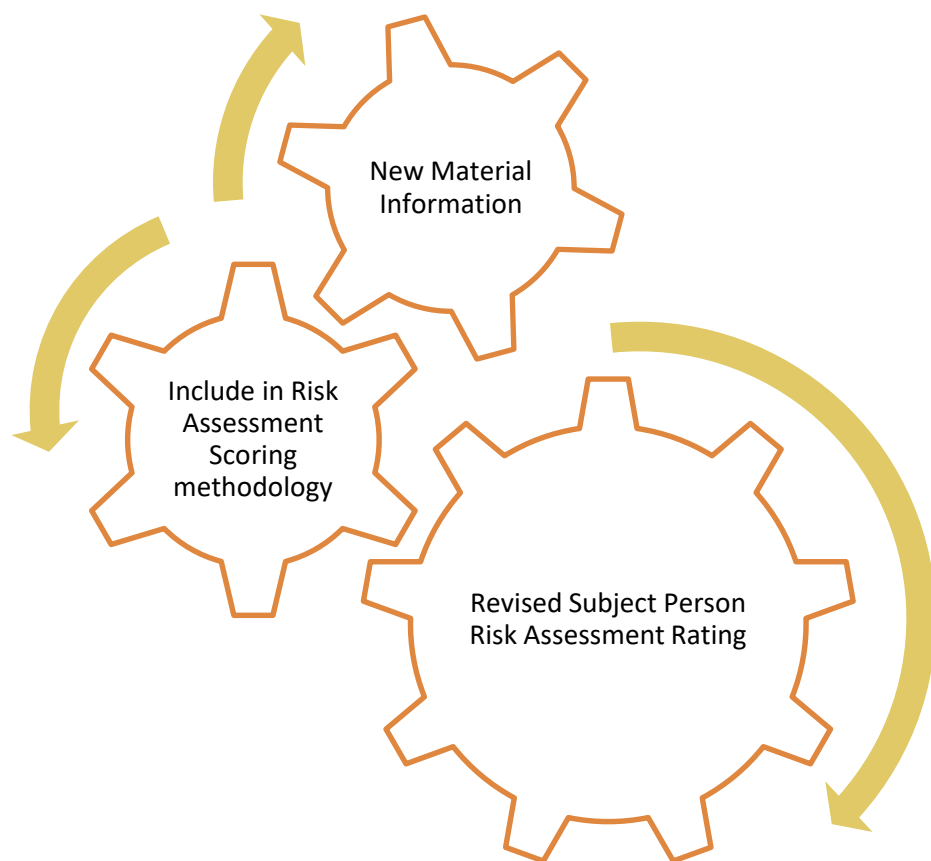 New Material
Information
Include in Risk
Assessment
Scoring
methodology
Revised Subject Person
Risk Assessment Rating